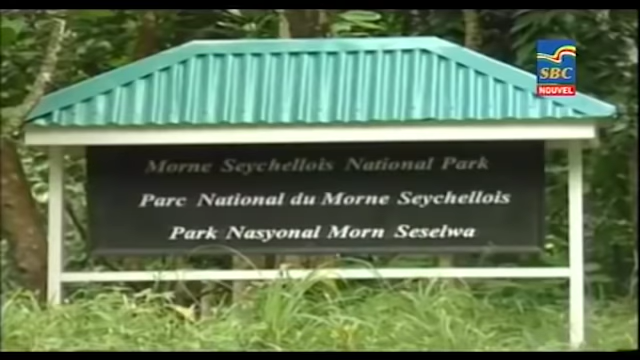 SBC
NOUVEL
Morne Seychellois National Park
Parc National du Morne Seychellois
Park Nasyonal Morn Seselwa